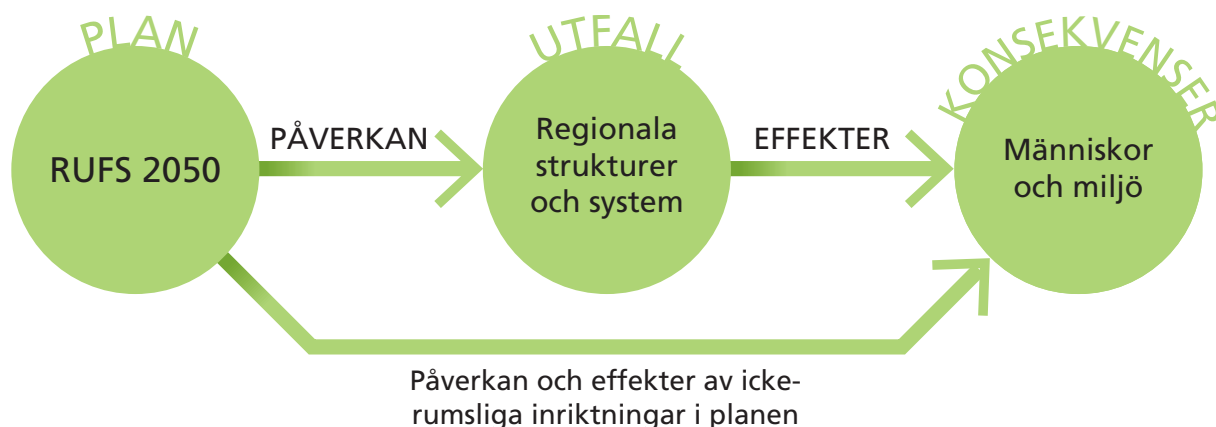 PLAN
RUFS 2050
PÅVERKAN
UTFALL
Regionala
strukturer
och system
EFFEKTER
KONSEKVENSER
Människor
och miljö
Påverkan och effekter av icke-
rumsliga inriktningar i planen